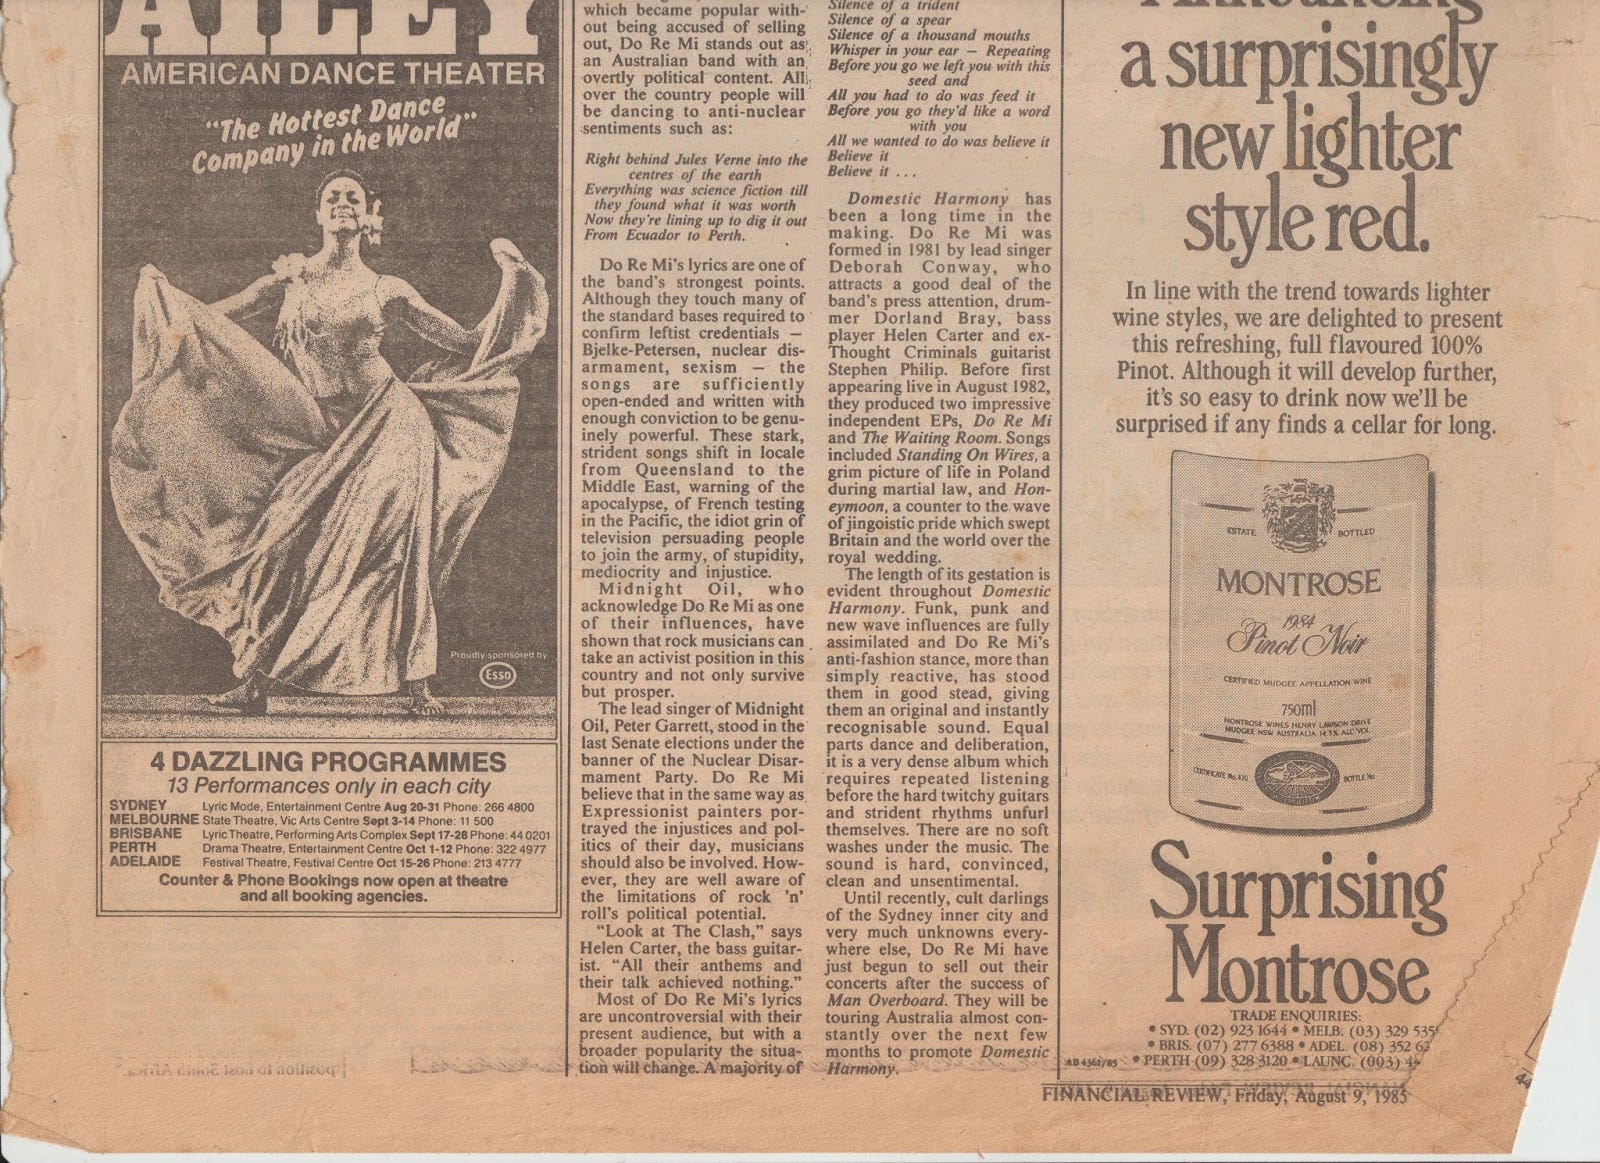 AILEY
AMERICAN DANCE THEATER
"The Hottest Dance
Company in the World"
Proudly sponsored by
Esso
4 DAZZLING PROGRAMMES
13 Performances only in each city
SYDNEY Lyric Mode, Entertainment Centre Aug 20-31 Phone: 266 4800
MELBOURNE State Theatre, Vic Arts Centre Sept 3-14 Phone: 11 500
BRISBANE Lyric Theatre, Performing Arts Complex Sept 17-28 Phone: 44 0201
PERTH Drama Theatre, Entertainment Centre Oct 1-12 Phone: 322 4977
ADELAIDE Festival Theatre, Festival Centre Oct 15-26 Phone: 213 4777
Counter & Phone Bookings now open at theatre
and all booking agencies.
which became popular with-
out being accused of selling
out, Do Re Mi stands out as
an Australian band with an
overtly political content. All
over the country people will
be dancing to anti-nuclear
sentiments such as:
Right behind Jules Verne into the
centres of the earth
Everything was science fiction till
they found what it was worth
Now they're lining up to dig it out
From Ecuador to Perth.
Do Re Mi's lyrics are one of
the band's strongest points.
Although they touch many of
the standard bases required to
confirm leftist credentials —
Bjelke-Petersen, nuclear dis-
armament, sexism — the
songs are sufficiently
open-ended and written with
enough conviction to be genu-
inely powerful. These stark,
strident songs shift in locale
from Queensland to the
Middle East, warning of the
apocalypse, of French testing
in the Pacific, the idiot grin of
television persuading people
to join the army, of stupidity,
mediocrity and injustice.
Midnight Oil, who
acknowledge Do Re Mi as one
of their influences, have
shown that rock musicians can
take an activist position in this
country and not only survive
but prosper.
The lead singer of Midnight
Oil, Peter Garrett, stood in the
last Senate elections under the
banner of the Nuclear Disar-
mament Party. Do Re Mi
believe that in the same way as
Expressionist painters por-
trayed the injustices and pol-
itics of their day, musicians
should also be involved. How-
ever, they are well aware of
the limitations of rock 'n'
roll's political potential.
"Look at The Clash," says
Helen Carter, the bass guitar-
ist. "All their anthems and
their talk achieved nothing."
Most of Do Re Mi's lyrics
are uncontroversial with their
present audience, but with a
broader popularity the situa-
tion will change. A majority of
Silence of a trident
Silence of a spear
Silence of a thousand mouths
Whisper in your ear — Repeating
Before you go we left you with this
seed and
All you had to do was feed it
Before you go they'd like a word
with you
All we wanted to do was believe it
Believe it
Believe it . . .
Domestic Harmony has
been a long time in the
making. Do Re Mi was
formed in 1981 by lead singer
Deborah Conway, who
attracts a good deal of the
band's press attention, drum-
mer Dorland Bray, bass
player Helen Carter and ex-
Thought Criminals guitarist
Stephen Philip. Before first
appearing live in August 1982,
they produced two impressive
independent EPs, Do Re Mi
and The Waiting Room. Songs
included Standing On Wires, a
grim picture of life in Poland
during martial law, and Hon-
eymoon, a counter to the wave
of jingoistic pride which swept
Britain and the world over the
royal wedding.
The length of its gestation is
evident throughout Domestic
Harmony. Funk, punk and
new wave influences are fully
assimilated and Do Re Mi's
anti-fashion stance, more than
simply reactive, has stood
them in good stead, giving
them an original and instantly
recognisable sound. Equal
parts dance and deliberation,
it is a very dense album which
requires repeated listening
before the hard twitchy guitars
and strident rhythms unfurl
themselves. There are no soft
washes under the music. The
sound is hard, convinced,
clean and unsentimental.
Until recently, cult darlings
of the Sydney inner city and
very much unknowns every-
where else, Do Re Mi have
just begun to sell out their
concerts after the success of
Man Overboard. They will be
touring Australia almost con-
stantly over the next few
months to promote Domestic
Harmony.
Announcing
a surprisingly
new lighter
style red.
In line with the trend towards lighter
wine styles, we are delighted to present
this refreshing, full flavoured 100%
Pinot. Although it will develop further,
it's so easy to drink now we'll be
surprised if any finds a cellar for long.
ESTATE BOTTLED
MONTROSE
1984
Pinot Noir
CERTIFIED MUDGEE APPELLATION WINE
750ml
MONTROSE WINES HENRY LAWSON DRIVE
MUDGEE NSW AUSTRALIA ALC/VOL
CERTIFICATE No. BOTTLE No
Surprising
Montrose
TRADE ENQUIRIES:
• SYD. (02) 923 1644 • MELB. (03) 329 535
• BRIS. (07) 277 6388 • ADEL. (08) 352 62
• PERTH (09) 328 3120 • LAUNC. (003) 4
AB 4361/85
FINANCIAL REVIEW, Friday, August 9, 1985